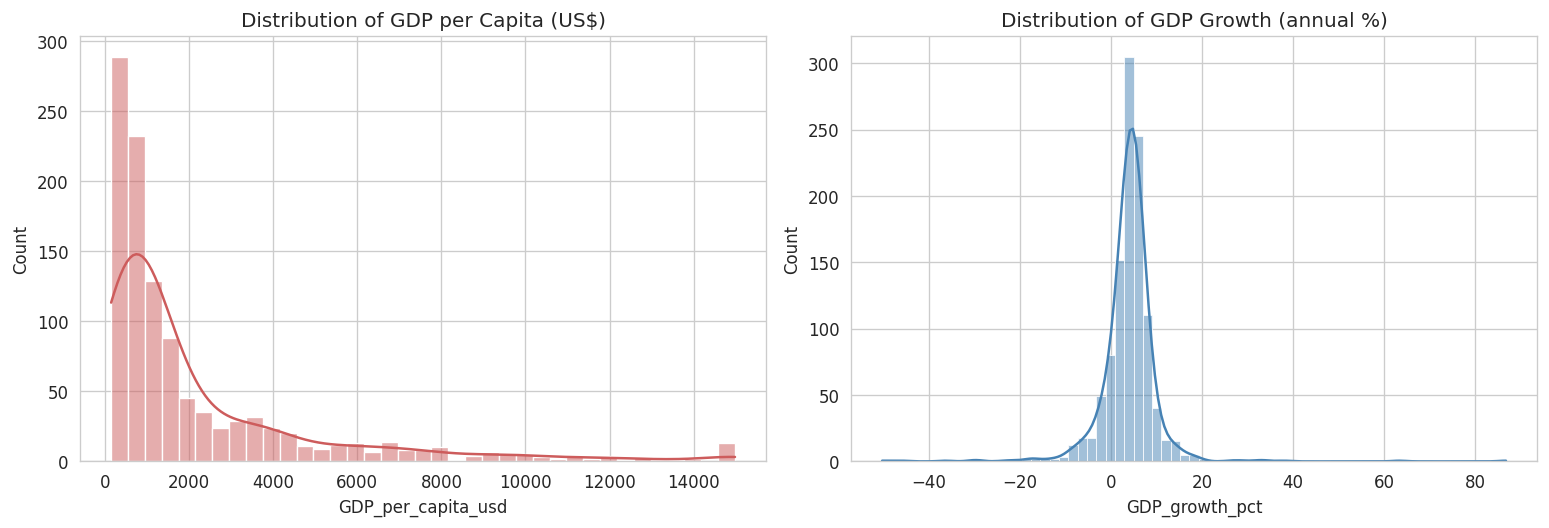 Distribution of GDP per Capita (US$)
300
250
200
150
100
50
0
Count
0 2000 4000 6000 8000 10000 12000 14000
GDP_per_capita_usd
Distribution of GDP Growth (annual %)
300
250
200
150
100
50
0
Count
−40 −20 0 20 40 60 80
GDP_growth_pct